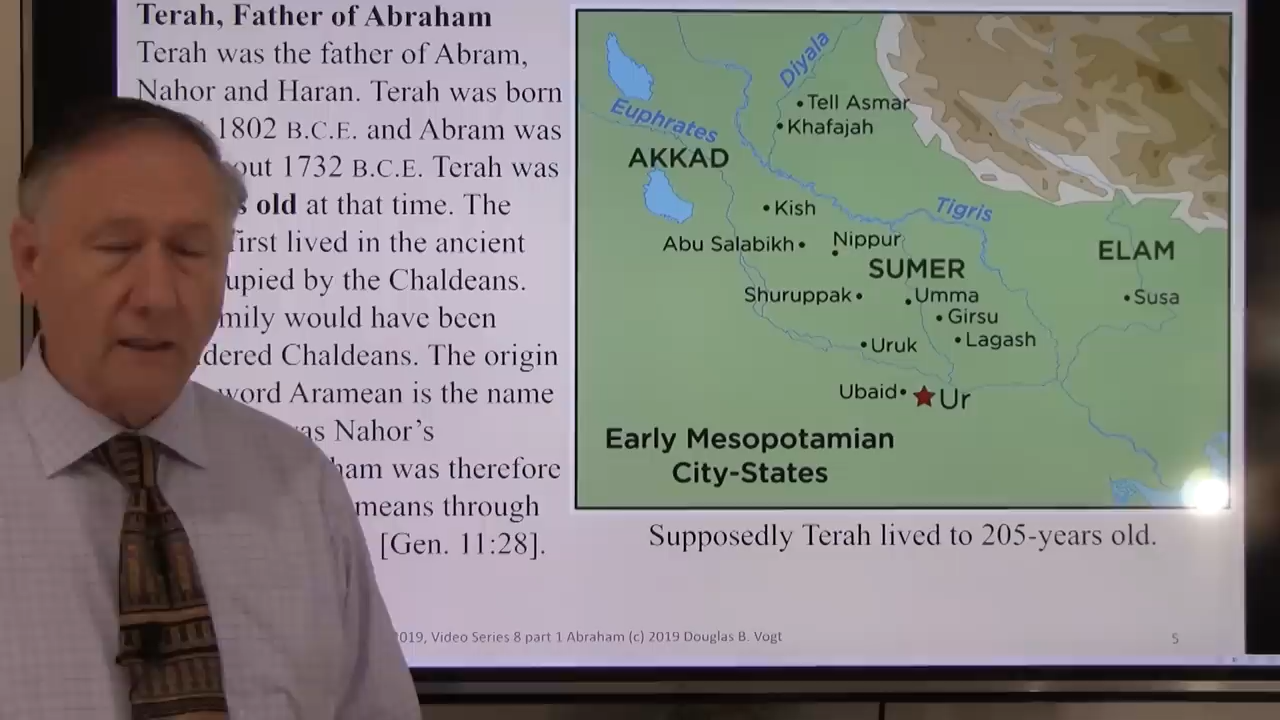 Terah, Father of Abraham
Terah was the father of Abram,
Nahor and Haran. Terah was born
1802 B.C.E. and Abram was
out 1732 B.C.E. Terah was
s old at that time. The
first lived in the ancient
upied by the Chaldeans.
mily would have been
dered Chaldeans. The origin
word Aramean is the name
as Nahor’s
ham was therefore
means through
[Gen. 11:28].
Diyala
Tell Asmar
Khafajah
Euphrates
AKKAD
Kish
Tigris
Abu Salabikh
Nippur
ELAM
SUMER
Shuruppak
Umma
Susa
Girsu
Uruk
Lagash
Ubaid
Ur
Early Mesopotamian
City-States
Supposedly Terah lived to 205-years old.
2019, Video Series 8 part 1 Abraham (c) 2019 Douglas B. Vogt
5